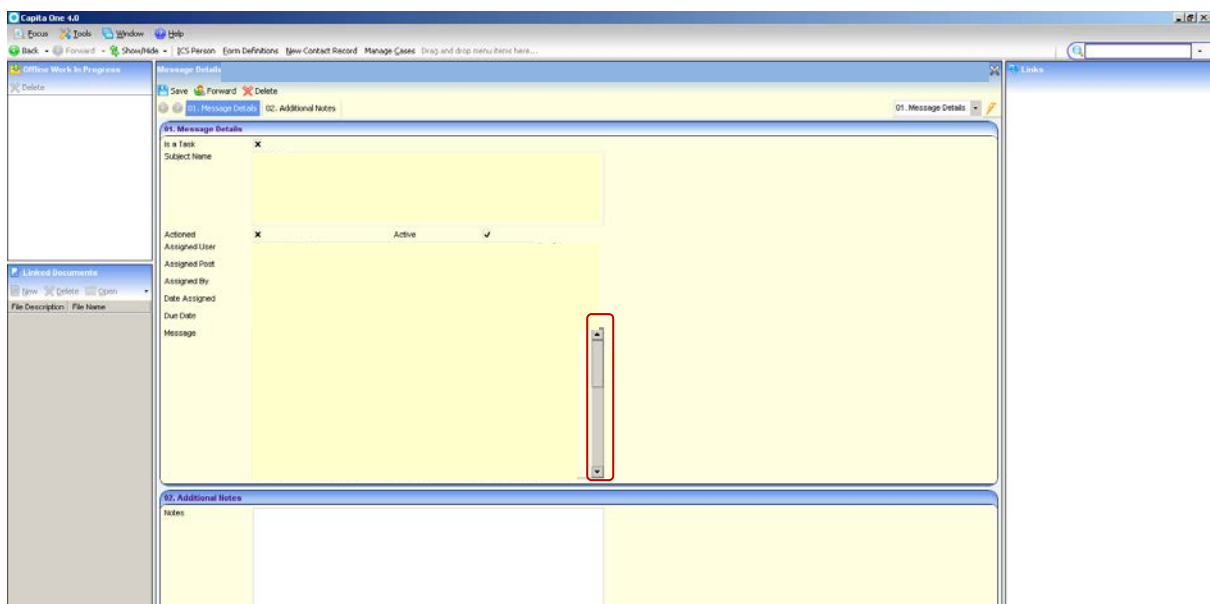 Capita One 4.0
Focus Tools Window Help
Back Forward Show/Hide ICS Person Form Definitions New Contact Record Manage Cases Drag and drop menu items here...
Offline Work In Progress
Delete
Message Details
Links
Save Forward Delete
01. Message Details 02. Additional Notes
01. Message Details
01. Message Details
Is a Task
Subject Name
Actioned
Active
Assigned User
Assigned Post
Assigned By
Date Assigned
Due Date
Message
Linked Documents
New Delete Open
File Description File Name
02. Additional Notes
Notes